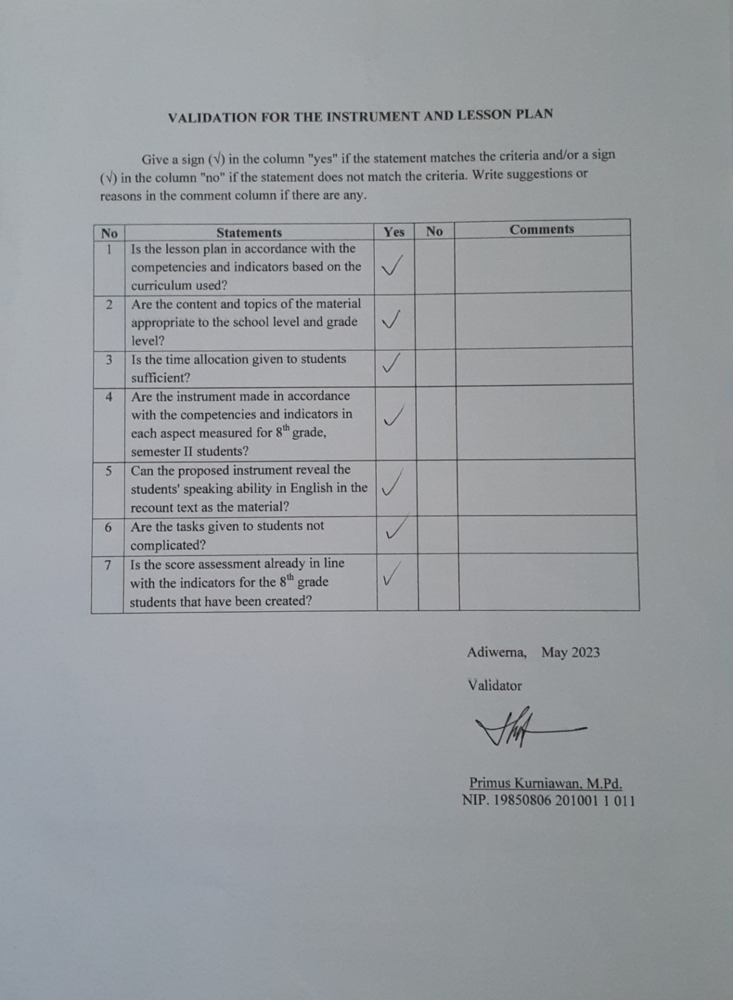 VALIDATION FOR THE INSTRUMENT AND LESSON PLAN
Give a sign (√) in the column "yes" if the statement matches the criteria and/or a sign
(√) in the column "no" if the statement does not match the criteria. Write suggestions or
reasons in the comment column if there are any.
No Statements Yes No Comments
1 Is the lesson plan in accordance with the
competencies and indicators based on the ✓
curriculum used?
2 Are the content and topics of the material
appropriate to the school level and grade ✓
level?
3 Is the time allocation given to students ✓
sufficient?
4 Are the instrument made in accordance
with the competencies and indicators in ✓
each aspect measured for 8th grade,
semester II students?
5 Can the proposed instrument reveal the
students' speaking ability in English in the ✓
recount text as the material?
6 Are the tasks given to students not ✓
complicated?
7 Is the score assessment already in line
with the indicators for the 8th grade ✓
students that have been created?
Adiwerna, May 2023
Validator
Primus Kurniawan, M.Pd.
NIP. 19850806 201001 1 011